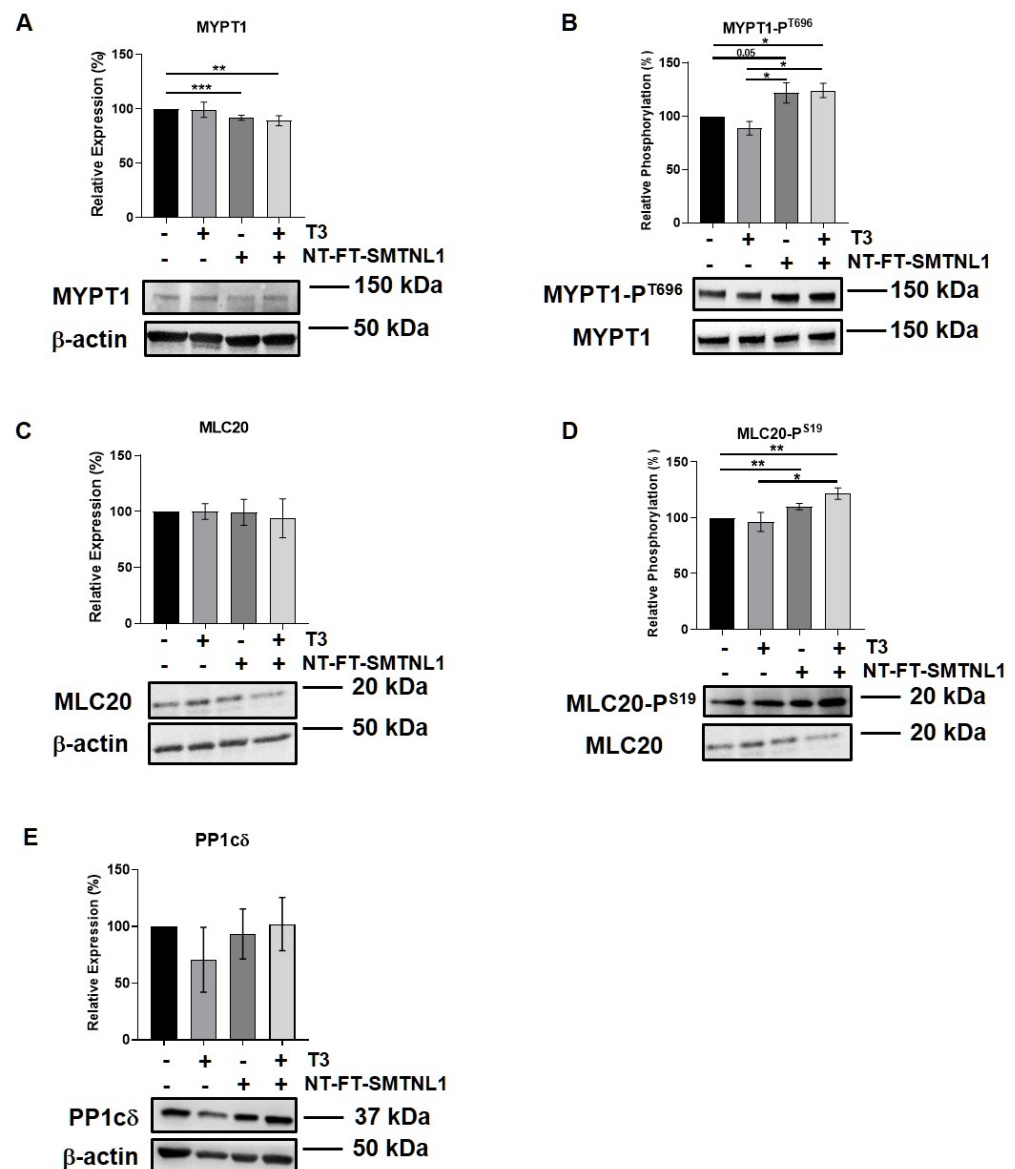 A
MYPT1
Relative Expression (%)
150
100
50
0
**
***
- + - + T3
- - + + NT-FT-SMTNL1
MYPT1 150 kDa
β-actin 50 kDa
B
MYPT1-P^T696
Relative Phosphorylation (%)
150
100
50
0
*
0.05
*
*
- + - + T3
- - + + NT-FT-SMTNL1
MYPT1-P^T696 150 kDa
MYPT1 150 kDa
C
MLC20
Relative Expression (%)
150
100
50
0
- + - + T3
- - + + NT-FT-SMTNL1
MLC20 20 kDa
β-actin 50 kDa
D
MLC20-P^S19
Relative Phosphorylation (%)
150
100
50
0
**
**
*
- + - + T3
- - + + NT-FT-SMTNL1
MLC20-P^S19 20 kDa
MLC20 20 kDa
E
PP1cδ
Relative Expression (%)
150
100
50
0
- + - + T3
- - + + NT-FT-SMTNL1
PP1cδ 37 kDa
β-actin 50 kDa